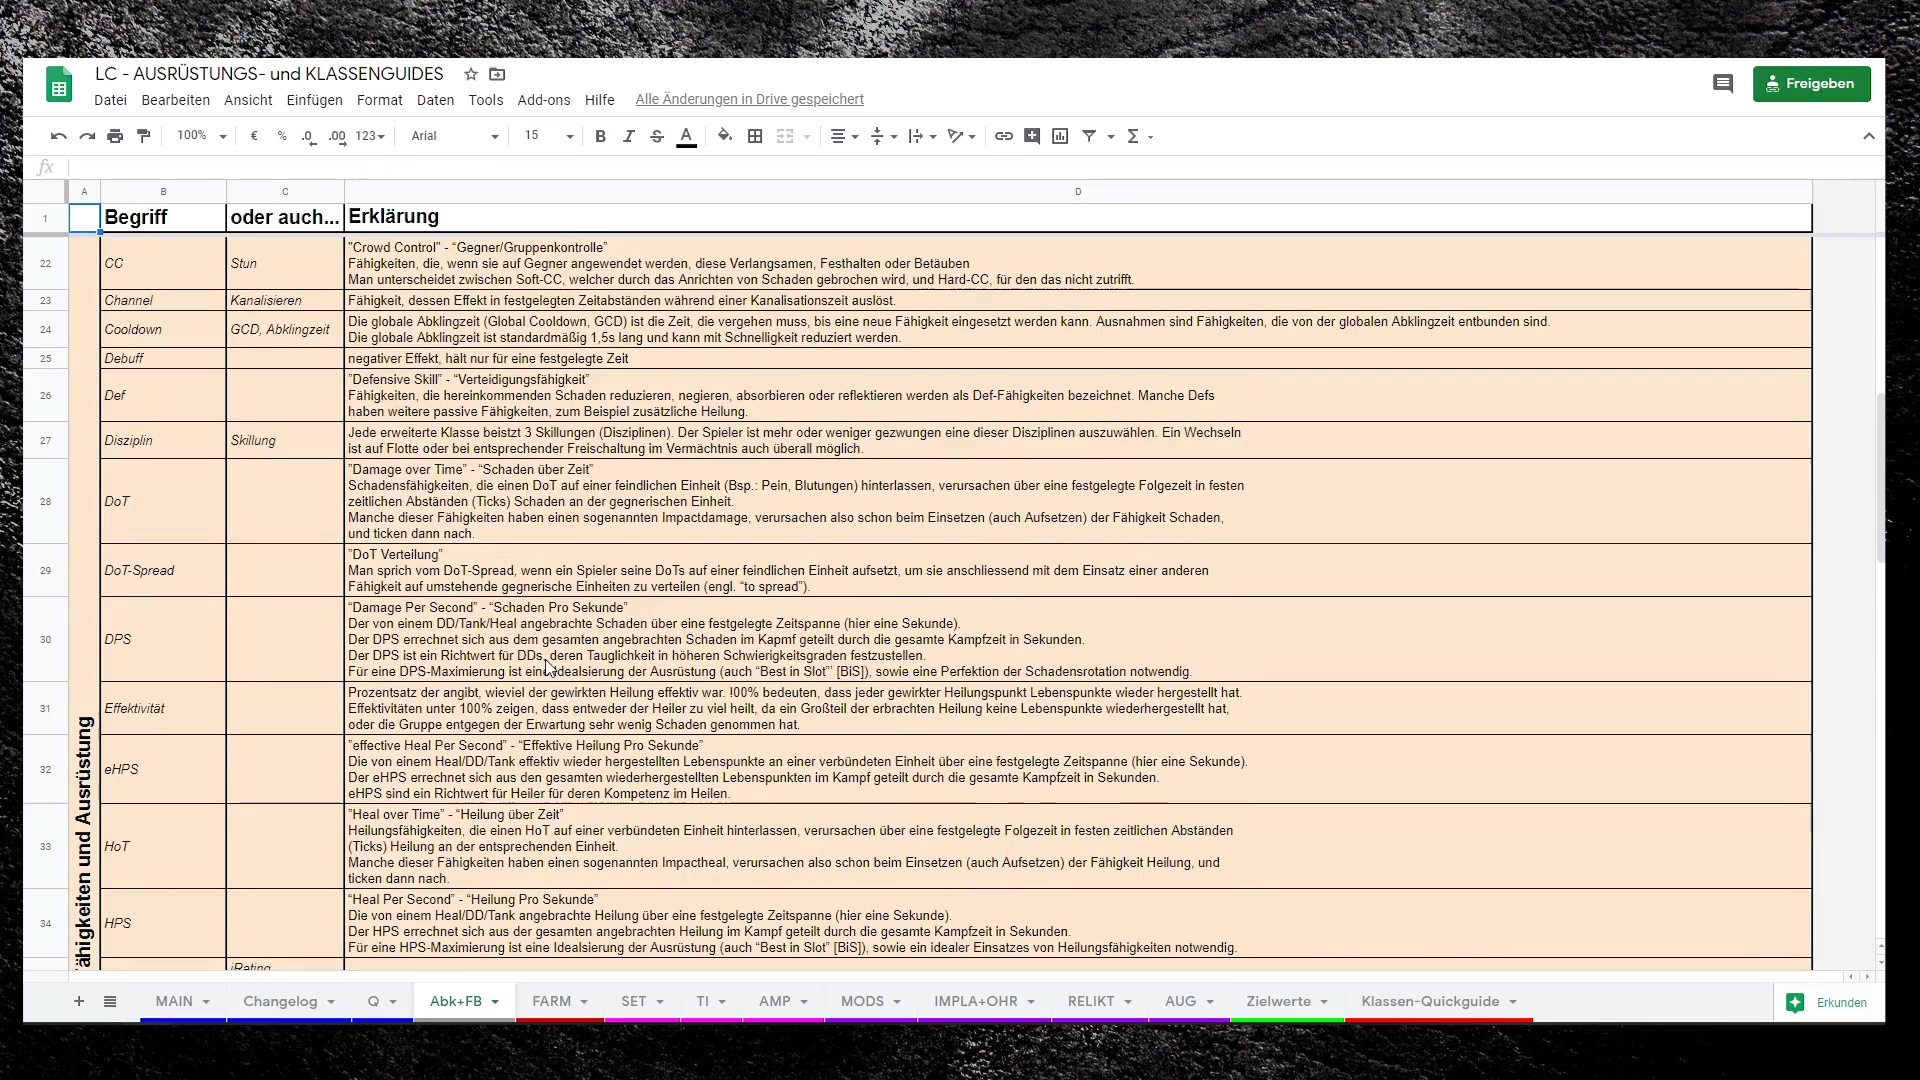 LC - AUSRÜSTUNGS- und KLASSENGUIDES
Datei Bearbeiten Ansicht Einfügen Format Daten Tools Add-ons Hilfe Alle Änderungen in Drive gespeichert
Freigeben
100% € % .0 .00 123 Arial 15 B I S A Σ
fx
A B C D
1 Begriff oder auch... Erklärung
22 CC Stun "Crowd Control" - “Gegner/Gruppenkontrolle”
Fähigkeiten, die, wenn sie auf Gegner angewendet werden, diese Verlangsamen, Festhalten oder Betäuben
Man unterscheidet zwischen Soft-CC, welcher durch das Anrichten von Schaden gebrochen wird, und Hard-CC, für den das nicht zutrifft.
23 Channel Kanalisieren Fähigkeit, dessen Effekt in festgelegten Zeitabständen während einer Kanalisationszeit auslöst.
24 Cooldown GCD, Abklingzeit Die globale Abklingzeit (Global Cooldown, GCD) ist die Zeit, die vergehen muss, bis eine neue Fähigkeit eingesetzt werden kann. Ausnahmen sind Fähigkeiten, die von der globalen Abklingzeit entbunden sind.
Die globale Abklingzeit ist standardmäßig 1,5s lang und kann mit Schnelligkeit reduziert werden.
25 Debuff negativer Effekt, hält nur für eine festgelegte Zeit
26 Def "Defensive Skill" - “Verteidigungsfähigkeit”
Fähigkeiten, die hereinkommenden Schaden reduzieren, negieren, absorbieren oder reflektieren werden als Def-Fähigkeiten bezeichnet. Manche Defs
haben weitere passive Fähigkeiten, zum Beispiel zusätzliche Heilung.
27 Disziplin Skillung Jede erweiterte Klasse beistzt 3 Skillungen (Disziplinen). Der Spieler ist mehr oder weniger gezwungen eine dieser Disziplinen auszuwählen. Ein Wechseln
ist auf Flotte oder bei entsprechender Freischaltung im Vermächtnis auch überall möglich.
28 DoT "Damage over Time” - “Schaden über Zeit”
Schadensfähigkeiten, die einen DoT auf einer feindlichen Einheit (Bsp.: Pein, Blutungen) hinterlassen, verursachen über eine festgelegte Folgezeit in festen
zeitlichen Abständen (Ticks) Schaden an der gegnerischen Einheit.
Manche dieser Fähigkeiten haben einen sogenannten Impactdamage, verursachen also schon beim Einsetzen (auch Aufsetzen) der Fähigkeit Schaden,
und ticken dann nach.
29 DoT-Spread "DoT Verteilung”
Man sprich vom DoT-Spread, wenn ein Spieler seine DoTs auf einer feindlichen Einheit aufsetzt, um sie anschliessend mit dem Einsatz einer anderen
Fähigkeit auf umstehende gegnerische Einheiten zu verteilen (engl. “to spread”).
30 DPS “Damage Per Second” - “Schaden Pro Sekunde”
Der von einem DD/Tank/Heal angebrachte Schaden über eine festgelegte Zeitspanne (hier eine Sekunde).
Der DPS errechnet sich aus dem gesamten angebrachten Schaden im Kapmf geteilt durch die gesamte Kampfzeit in Sekunden.
Der DPS ist ein Richtwert für DDs, deren Tauglichkeit in höheren Schwierigkeitsgraden festzustellen.
Für eine DPS-Maximierung ist eine Idealsierung der Ausrüstung (auch “Best in Slot”’ [BiS]), sowie eine Perfektion der Schadensrotation notwendig.
31 Effektivität Prozentsatz der angibt, wieviel der gewirkten Heilung effektiv war. !00% bedeuten, dass jeder gewirkter Heilungspunkt Lebenspunkte wieder hergestellt hat.
Effektivitäten unter 100% zeigen, dass entweder der Heiler zu viel heilt, da ein Großteil der erbrachten Heilung keine Lebenspunkte wiederhergestellt hat,
oder die Gruppe entgegen der Erwartung sehr wenig Schaden genommen hat.
32 eHPS "effective Heal Per Second” - “Effektive Heilung Pro Sekunde”
Die von einem Heal/DD/Tank effektiv wieder hergestellten Lebenspunkte an einer verbündeten Einheit über eine festgelegte Zeitspanne (hier eine Sekunde).
Der eHPS errechnet sich aus den gesamten wiederhergestellten Lebenspunkten im Kampf geteilt durch die gesamte Kampfzeit in Sekunden.
eHPS sind ein Richtwert für Heiler für deren Kompetenz im Heilen.
33 HoT "Heal over Time” - “Heilung über Zeit”
Heilungsfähigkeiten, die einen HoT auf einer verbündeten Einheit hinterlassen, verursachen über eine festgelegte Folgezeit in festen zeitlichen Abständen
(Ticks) Heilung an der entsprechenden Einheit.
Manche dieser Fähigkeiten haben einen sogenannten Impactheal, verursachen also schon beim Einsetzen (auch Aufsetzen) der Fähigkeit Heilung, und
ticken dann nach.
34 HPS “Heal Per Second” - “Heilung Pro Sekunde”
Die von einem Heal/DD/Tank angebrachte Heilung über eine festgelegte Zeitspanne (hier eine Sekunde).
Der HPS errechnet sich aus der gesamten angebrachten Heilung im Kampf geteilt durch die gesamte Kampfzeit in Sekunden.
Für eine HPS-Maximierung ist eine Idealsierung der Ausrüstung (auch “Best in Slot” [BiS]), sowie ein idealer Einsatzes von Heilungsfähigkeiten notwendig.
iRating
ähigkeiten und Ausrüstung
MAIN Changelog Q Abk+FB FARM SET TI AMP MODS IMPLA+OHR RELIKT AUG Zielwerte Klassen-Quickguide Erkunden